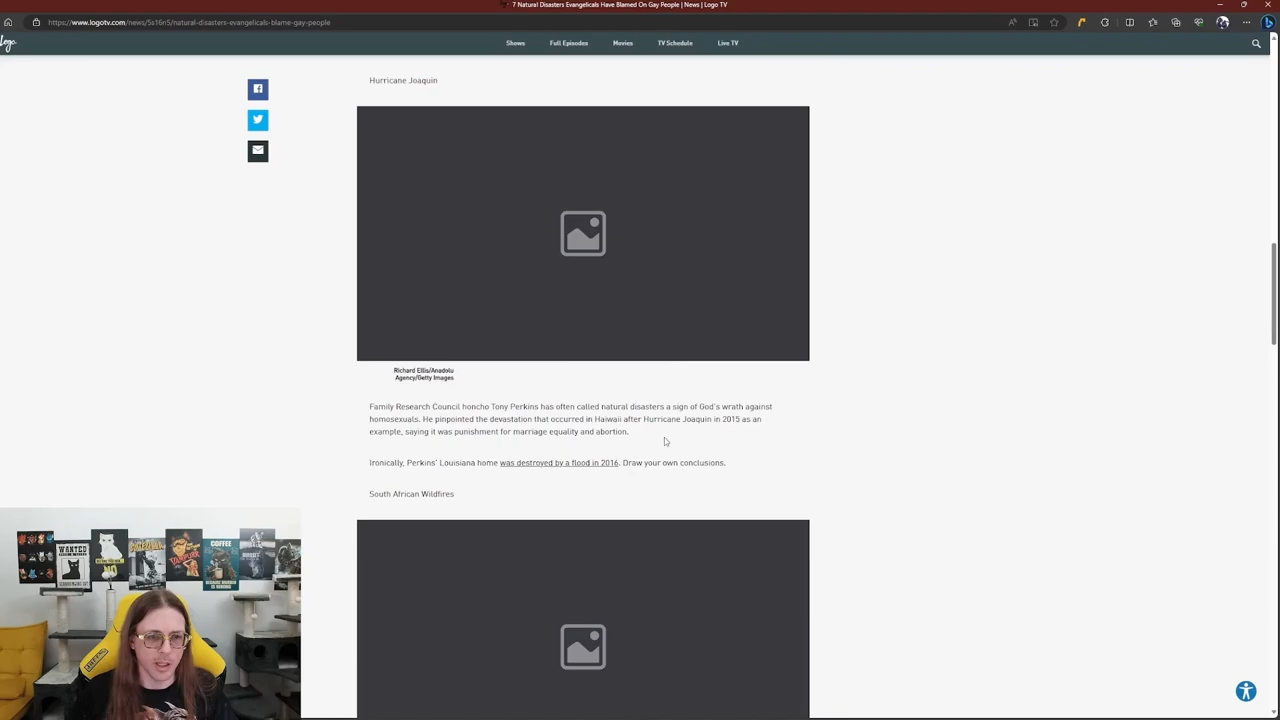 7 Natural Disasters Evangelicals Have Blamed On Gay People | News | Logo TV
https://www.logotv.com/news/5s16n5/natural-disasters-evangelicals-blame-gay-people
Logo.
Shows
Full Episodes
Movies
TV Schedule
Live TV
Hurricane Joaquin
Richard Ellis/Anadolu
Agency/Getty Images
Family Research Council honcho Tony Perkins has often called natural disasters a sign of God's wrath against
homosexuals. He pinpointed the devastation that occurred in Haiwaii after Hurricane Joaquin in 2015 as an
example, saying it was punishment for marriage equality and abortion.
Ironically, Perkins' Louisiana home was destroyed by a flood in 2016. Draw your own conclusions.
South African Wildfires
WANTED
COFFEE